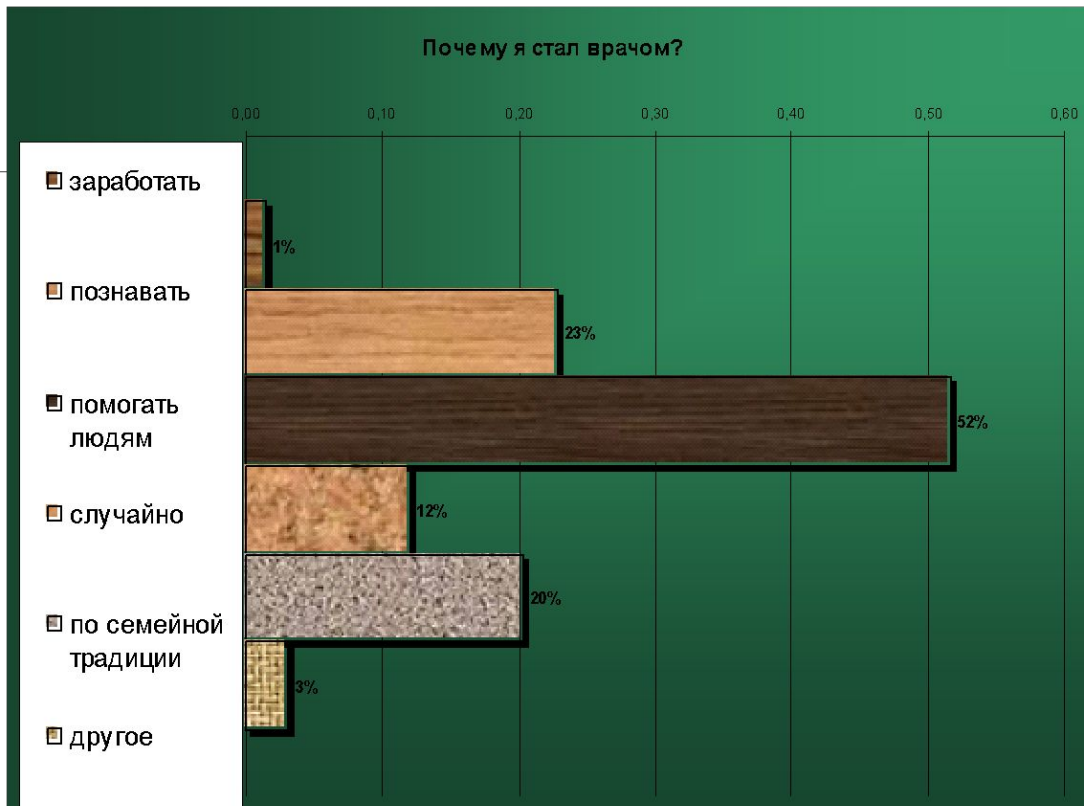 Почему я стал врачом?
0,00 0,10 0,20 0,30 0,40 0,50 0,60
заработать
1%
познавать
23%
помогать
людям
52%
случайно
12%
по семейной
традиции
20%
другое
3%